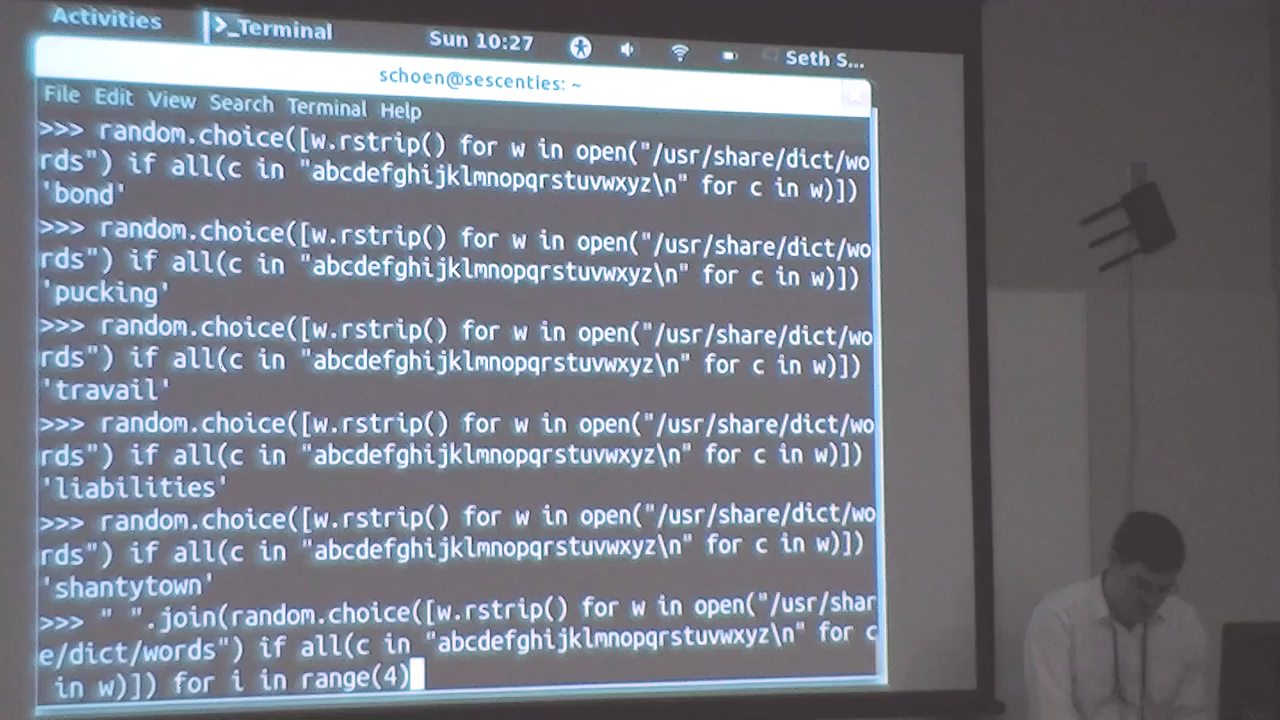 Activities >_Terminal Sun 10:27 Seth S...
schoen@sescenties: ~
File Edit View Search Terminal Help
>>> random.choice([w.rstrip() for w in open("/usr/share/dict/wo
rds") if all(c in "abcdefghijklmnopqrstuvwxyz\n" for c in w)])
'bond'
>>> random.choice([w.rstrip() for w in open("/usr/share/dict/wo
rds") if all(c in "abcdefghijklmnopqrstuvwxyz\n" for c in w)])
'pucking'
>>> random.choice([w.rstrip() for w in open("/usr/share/dict/wo
rds") if all(c in "abcdefghijklmnopqrstuvwxyz\n" for c in w)])
'travail'
>>> random.choice([w.rstrip() for w in open("/usr/share/dict/wo
rds") if all(c in "abcdefghijklmnopqrstuvwxyz\n" for c in w)])
'liabilities'
>>> random.choice([w.rstrip() for w in open("/usr/share/dict/wo
rds") if all(c in "abcdefghijklmnopqrstuvwxyz\n" for c in w)])
'shantytown'
>>> " ".join(random.choice([w.rstrip() for w in open("/usr/shar
e/dict/words") if all(c in "abcdefghijklmnopqrstuvwxyz\n" for c
in w)]) for i in range(4)